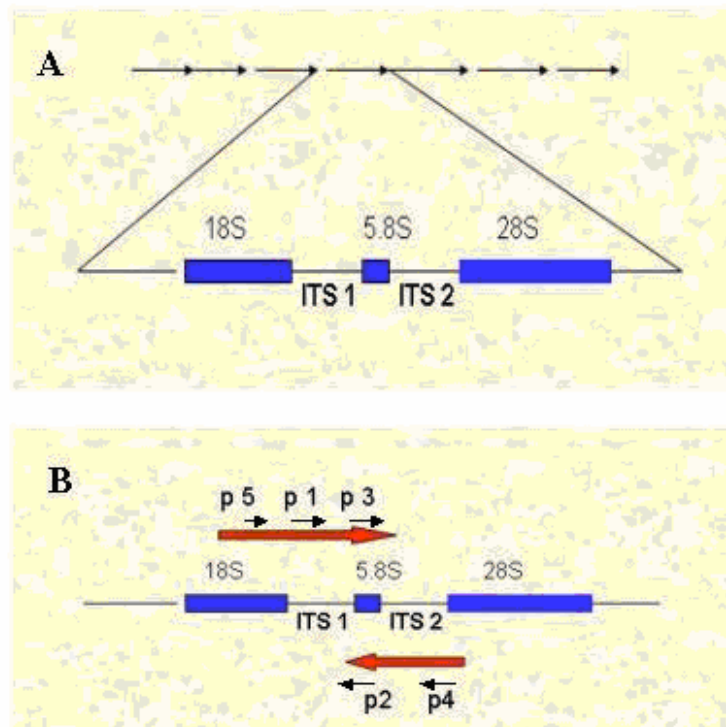 A
18S 5.8S 28S
ITS 1 ITS 2
B
p 5 p 1 p 3
18S 5.8S 28S
ITS 1 ITS 2
p2 p4